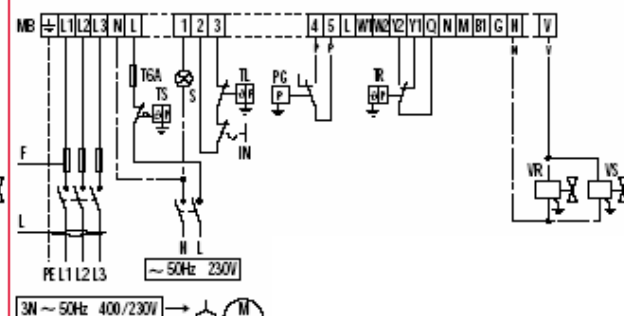 MB L1 L2 L3 N L 1 2 3 4 5 L W1 W2 Y2 Y1 Q N M B1 G N V
P P N V
T6A TL PG TR
TS S P
IN
F
VR VS
L
N L
PE L1 L2 L3
~ 50Hz 230V
3N ~ 50Hz 400/230V M